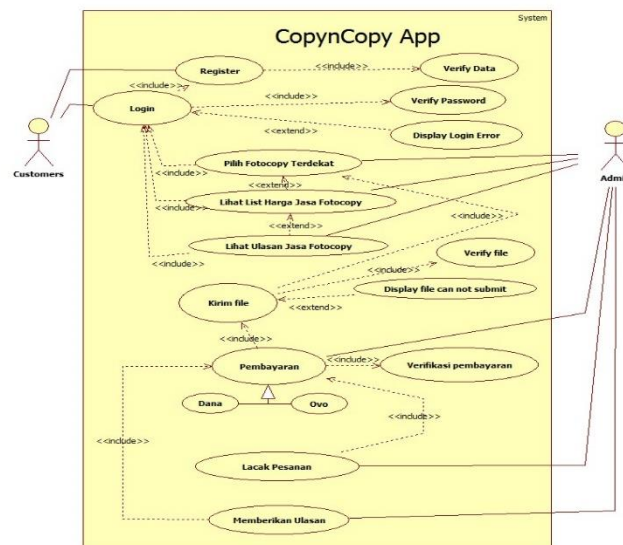 System
CopynCopy App
Register
<<include>>
Verify Data
<<include>>
Login
<<include>>
Verify Password
<<extend>>
Display Login Error
Customers
Admi
Pilih Fotocopy Terdekat
<<include>>
<<extend>>
Lihat List Harga Jasa Fotocopy
<<include>>
<<extend>>
Lihat Ulasan Jasa Fotocopy
<<include>>
<<include>>
Verify file
<<include>>
Kirim file
Display file can not submit
<<extend>>
<<include>>
Pembayaran
<<include>>
Verifikasi pembayaran
Dana
Ovo
<<include>>
<<include>>
Lacak Pesanan
Memberikan Ulasan